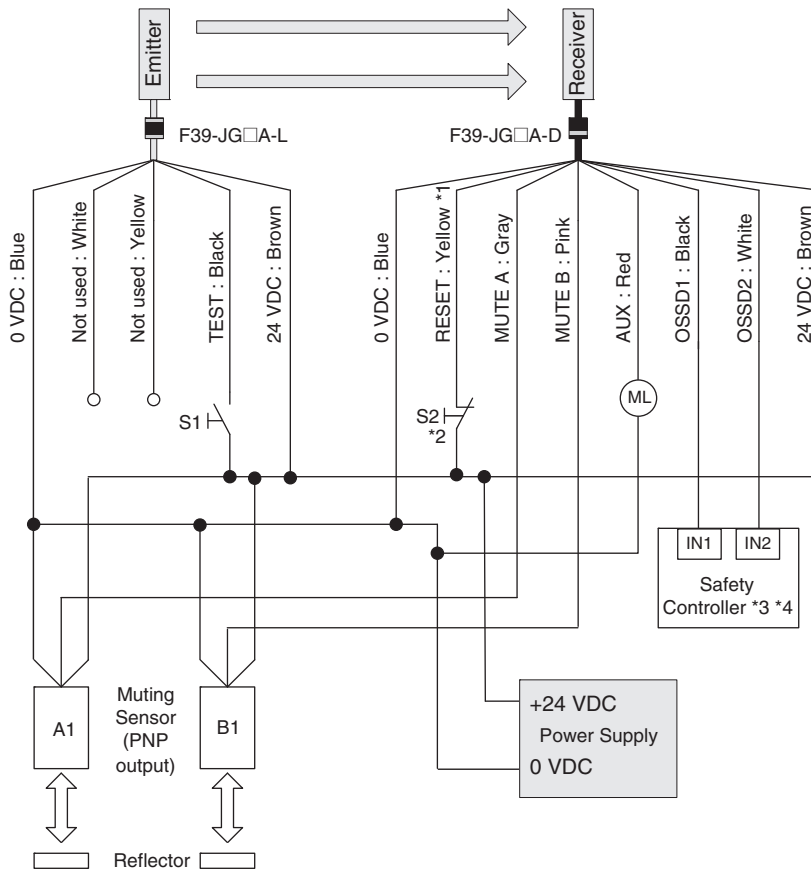 Emitter
Receiver
F39-JG□A-L
F39-JG□A-D
0 VDC : Blue
Not used : White
Not used : Yellow
TEST : Black
24 VDC : Brown
0 VDC : Blue
RESET : Yellow *1
MUTE A : Gray
MUTE B : Pink
AUX : Red
OSSD1 : Black
OSSD2 : White
24 VDC : Brown
S1
S2
*2
ML
IN1
IN2
Safety
Controller *3 *4
A1
Muting
Sensor
(PNP
output)
B1
+24 VDC
Power Supply
0 VDC
Reflector